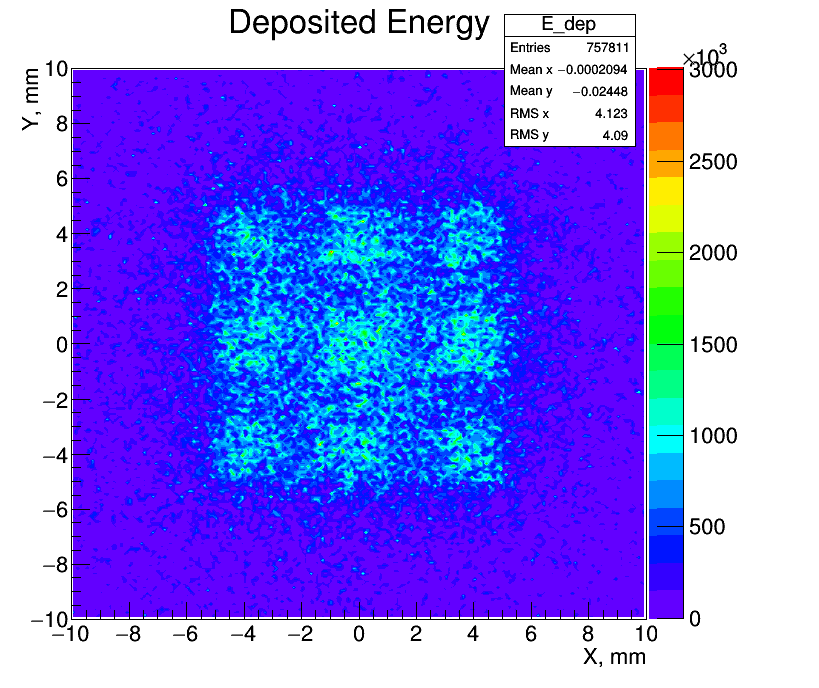 Deposited Energy
E_dep
Entries 757811
Mean x −0.0002094
Mean y −0.02448
RMS x 4.123
RMS y 4.09
×10³
Y, mm
10
8
6
4
2
0
−2
−4
−6
−8
−10
3000
2500
2000
1500
1000
500
0
−10 −8 −6 −4 −2 0 2 4 6 8 10
X, mm